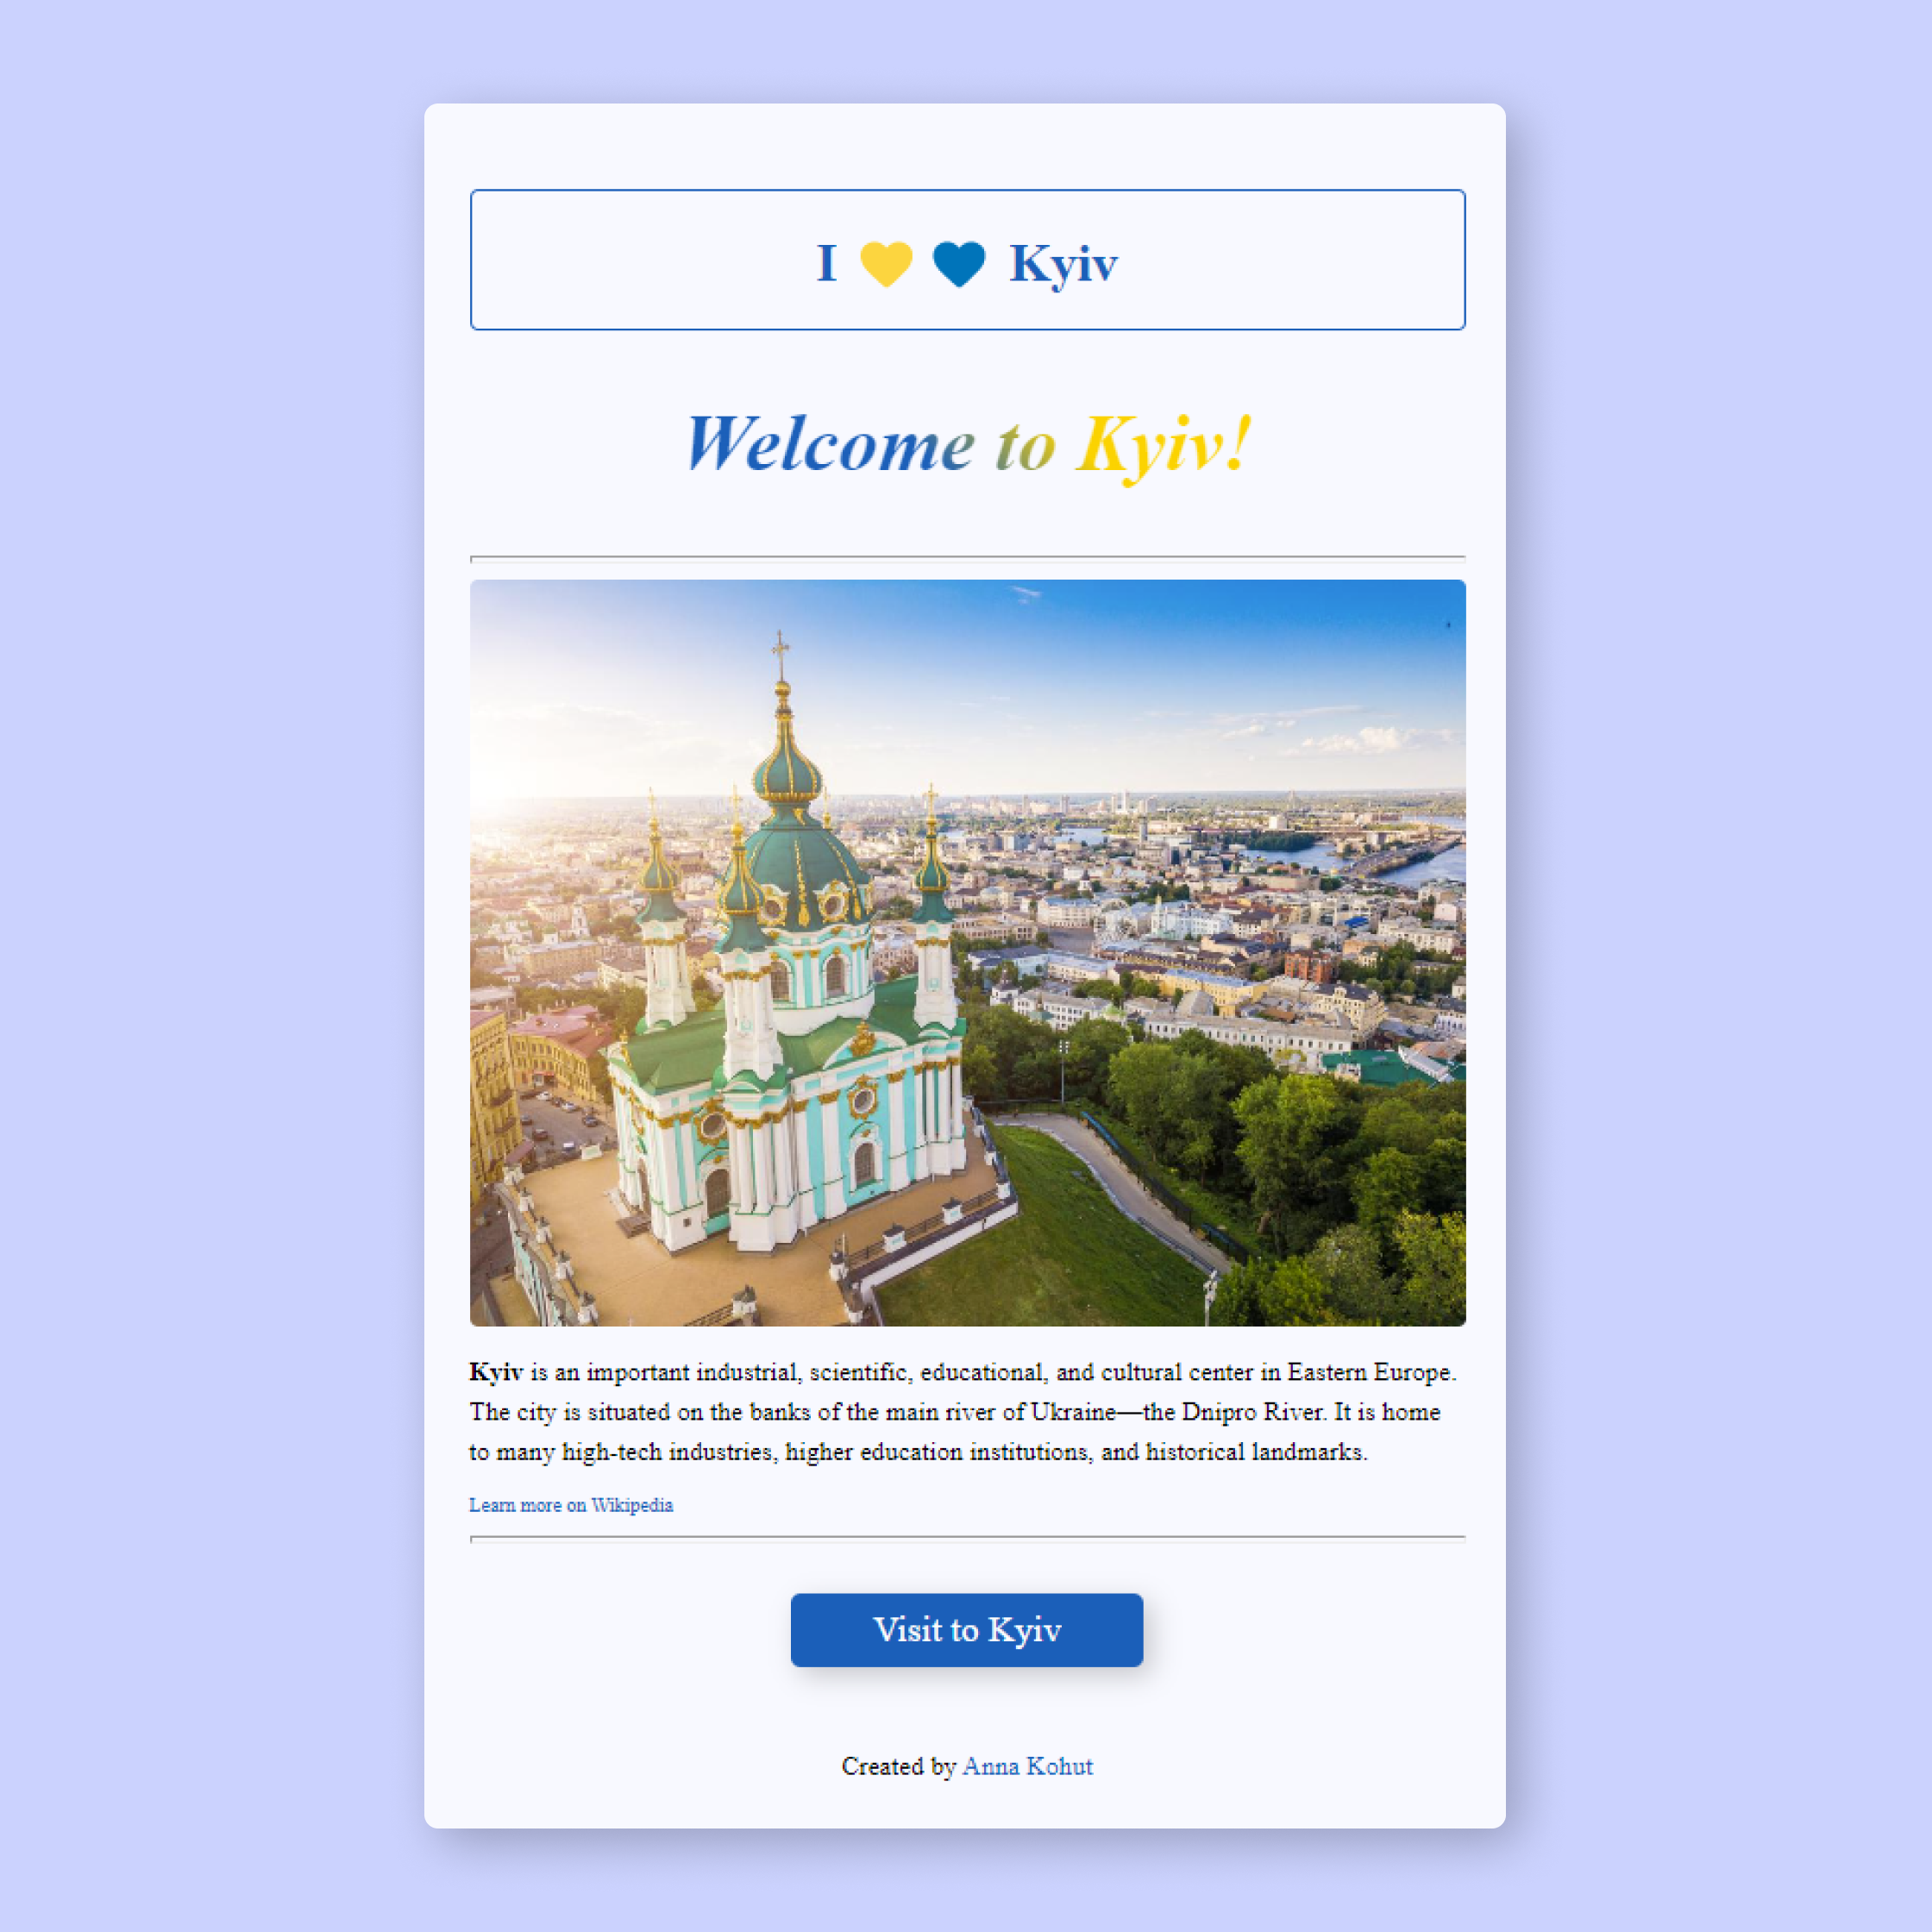 I 💛 💙 Kyiv
Welcome to Kyiv!
Kyiv is an important industrial, scientific, educational, and cultural center in Eastern Europe.
The city is situated on the banks of the main river of Ukraine—the Dnipro River. It is home
to many high-tech industries, higher education institutions, and historical landmarks.
Learn more on Wikipedia
Visit to Kyiv
Created by Anna Kohut